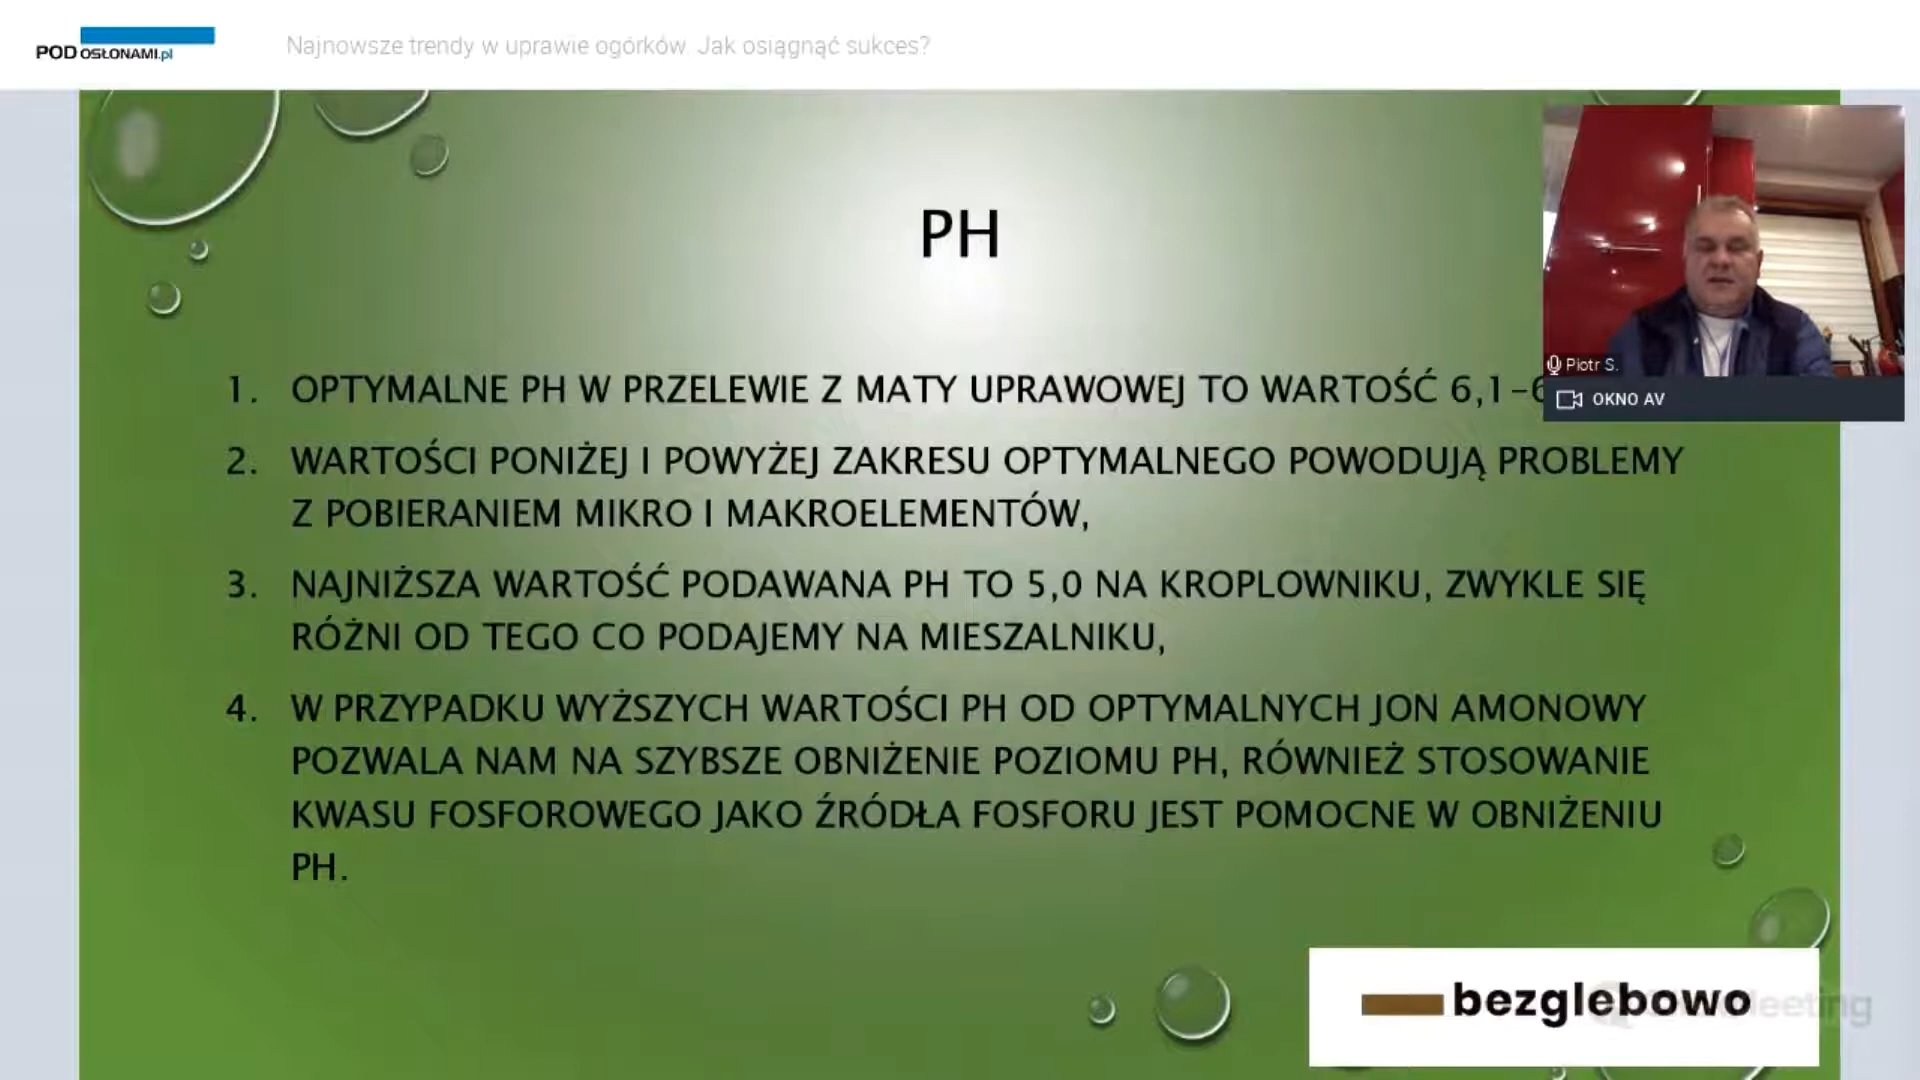 POD OSŁONAMI.pl
Najnowsze trendy w uprawie ogórków. Jak osiągnąć sukces?
PH
1. OPTYMALNE PH W PRZELEWIE Z MATY UPRAWOWEJ TO WARTOŚĆ 6,1-6
2. WARTOŚCI PONIŻEJ I POWYŻEJ ZAKRESU OPTYMALNEGO POWODUJĄ PROBLEMY
Z POBIERANIEM MIKRO I MAKROELEMENTÓW,
3. NAJNIŻSZA WARTOŚĆ PODAWANA PH TO 5,0 NA KROPLOWNIKU, ZWYKLE SIĘ
RÓŻNI OD TEGO CO PODAJEMY NA MIESZALNIKU,
4. W PRZYPADKU WYŻSZYCH WARTOŚCI PH OD OPTYMALNYCH JON AMONOWY
POZWALA NAM NA SZYBSZE OBNIŻENIE POZIOMU PH, RÓWNIEŻ STOSOWANIE
KWASU FOSFOROWEGO JAKO ŹRÓDŁA FOSFORU JEST POMOCNE W OBNIŻENIU
PH.
Piotr S.
OKNO AV
bezglebowo